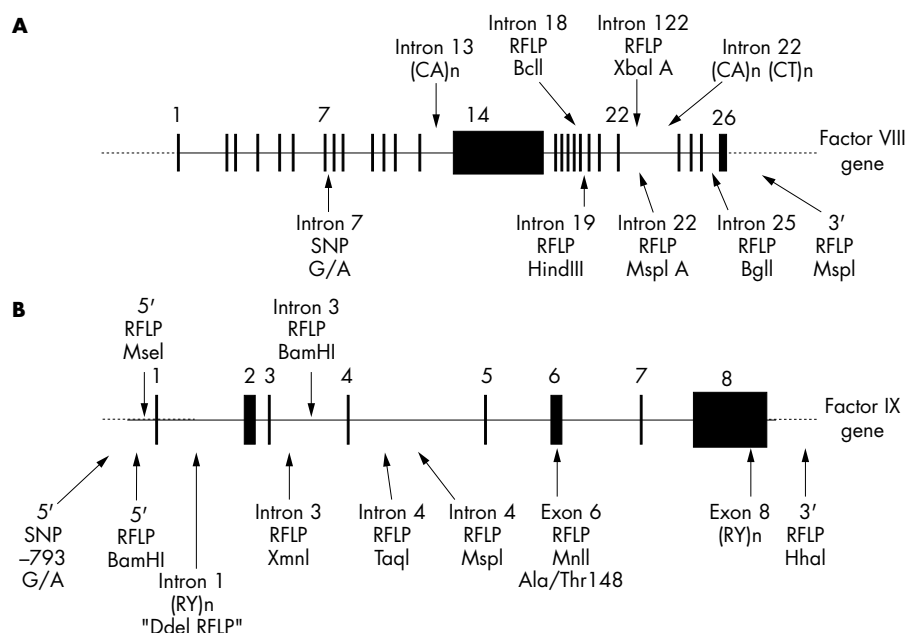 A
Intron 13
(CA)n
Intron 18
RFLP
BclI
Intron 122
RFLP
XbaI A
Intron 22
(CA)n (CT)n
1
7
14
22
26
Factor VIII
gene
Intron 7
SNP
G/A
Intron 19
RFLP
HindIII
Intron 22
RFLP
MspI A
Intron 25
RFLP
BglI
3'
RFLP
MspI
B
5'
RFLP
MseI
Intron 3
RFLP
BamHI
1
2
3
4
5
6
7
8
Factor IX
gene
5'
SNP
–793
G/A
5'
RFLP
BamHI
Intron 1
(RY)n
"DdeI RFLP"
Intron 3
RFLP
XmnI
Intron 4
RFLP
TaqI
Intron 4
RFLP
MspI
Exon 6
RFLP
MnlI
Ala/Thr148
Exon 8
(RY)n
3'
RFLP
HhaI